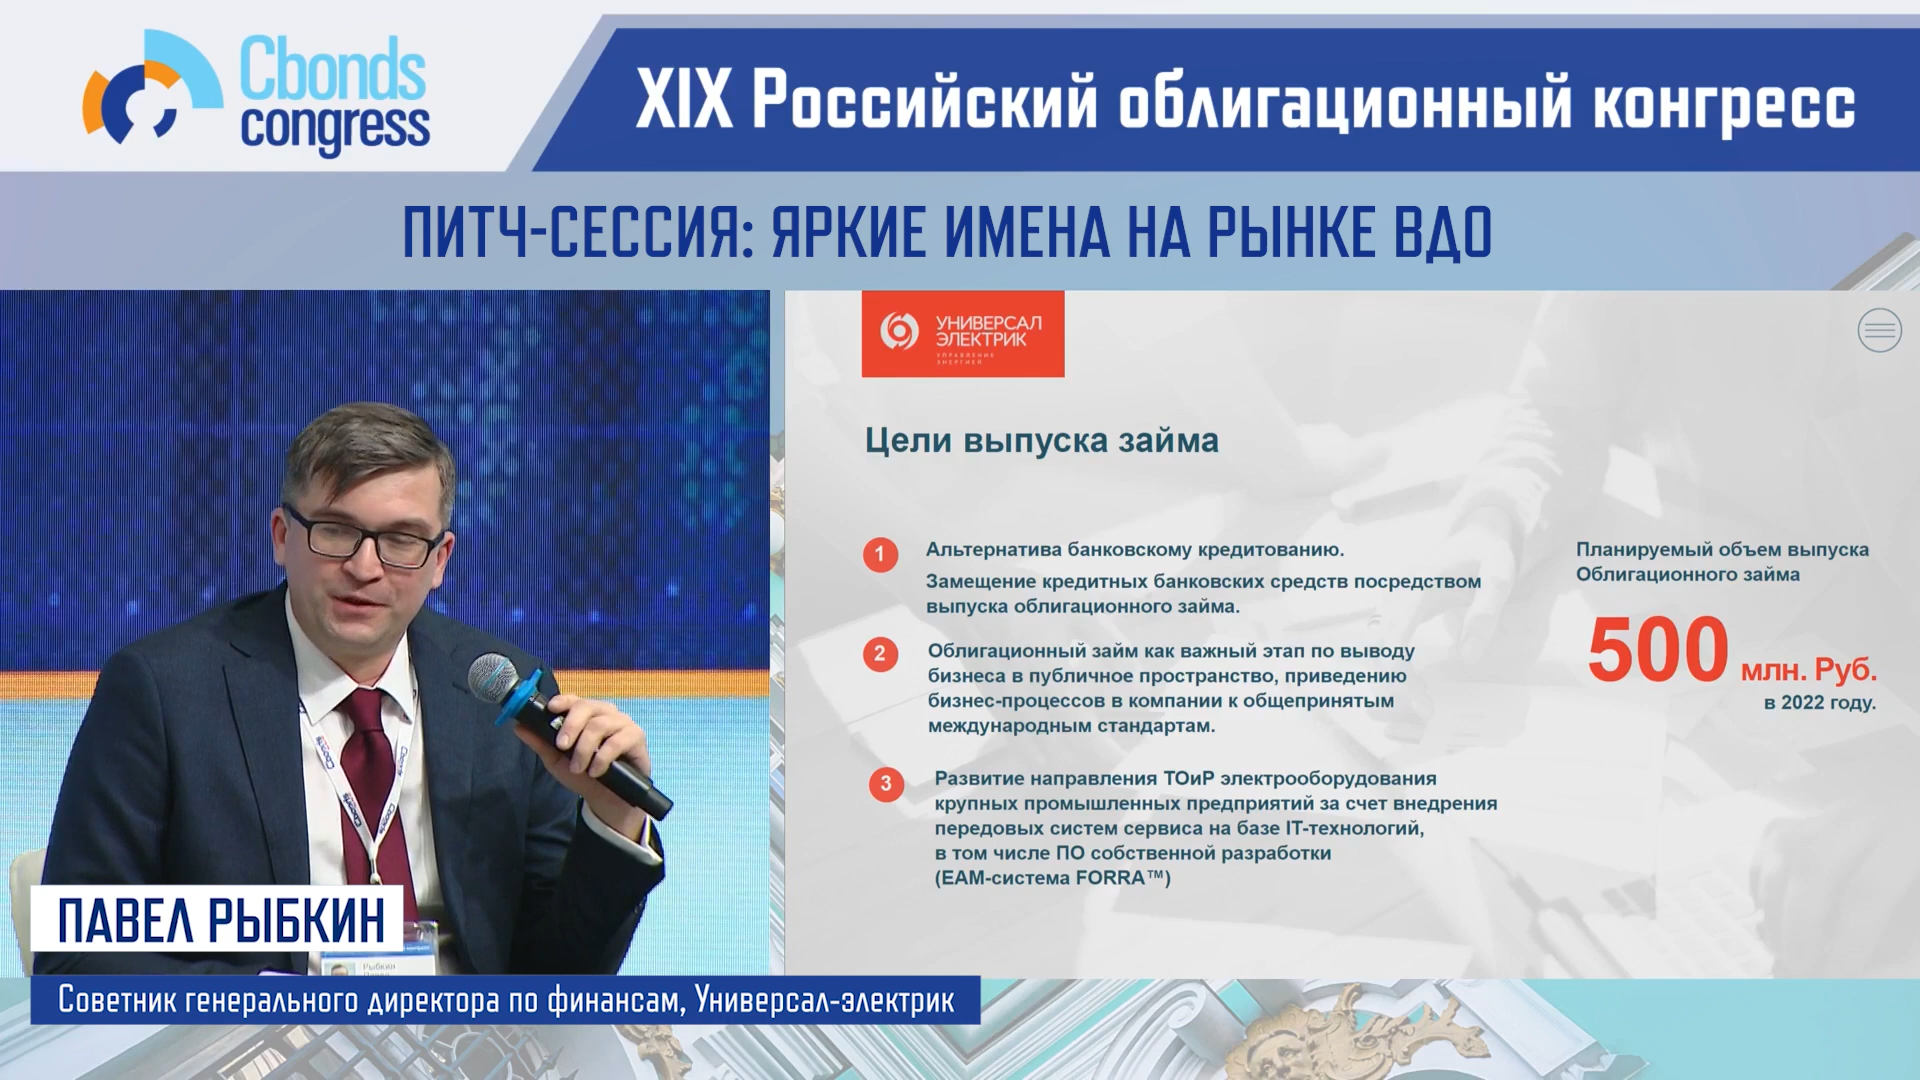 Cbonds
congress
XIX Российский облигационный конгресс
ПИТЧ-СЕССИЯ: ЯРКИЕ ИМЕНА НА РЫНКЕ ВДО
УНИВЕРСАЛ
ЭЛЕКТРИК
УПРАВЛЕНИЕ
ЭНЕРГИЕЙ
Цели выпуска займа
1
Альтернатива банковскому кредитованию.
Замещение кредитных банковских средств посредством
выпуска облигационного займа.
2
Облигационный займ как важный этап по выводу
бизнеса в публичное пространство, приведению
бизнес-процессов в компании к общепринятым
международным стандартам.
3
Развитие направления ТОиР электрооборудования
крупных промышленных предприятий за счет внедрения
передовых систем сервиса на базе IT-технологий,
в том числе ПО собственной разработки
(EAM-система FORRA™)
Планируемый объем выпуска
Облигационного займа
500 млн. Руб.
в 2022 году.
Cbonds
Рыбкин
ПАВЕЛ РЫБКИН
Советник генерального директора по финансам, Универсал-электрик